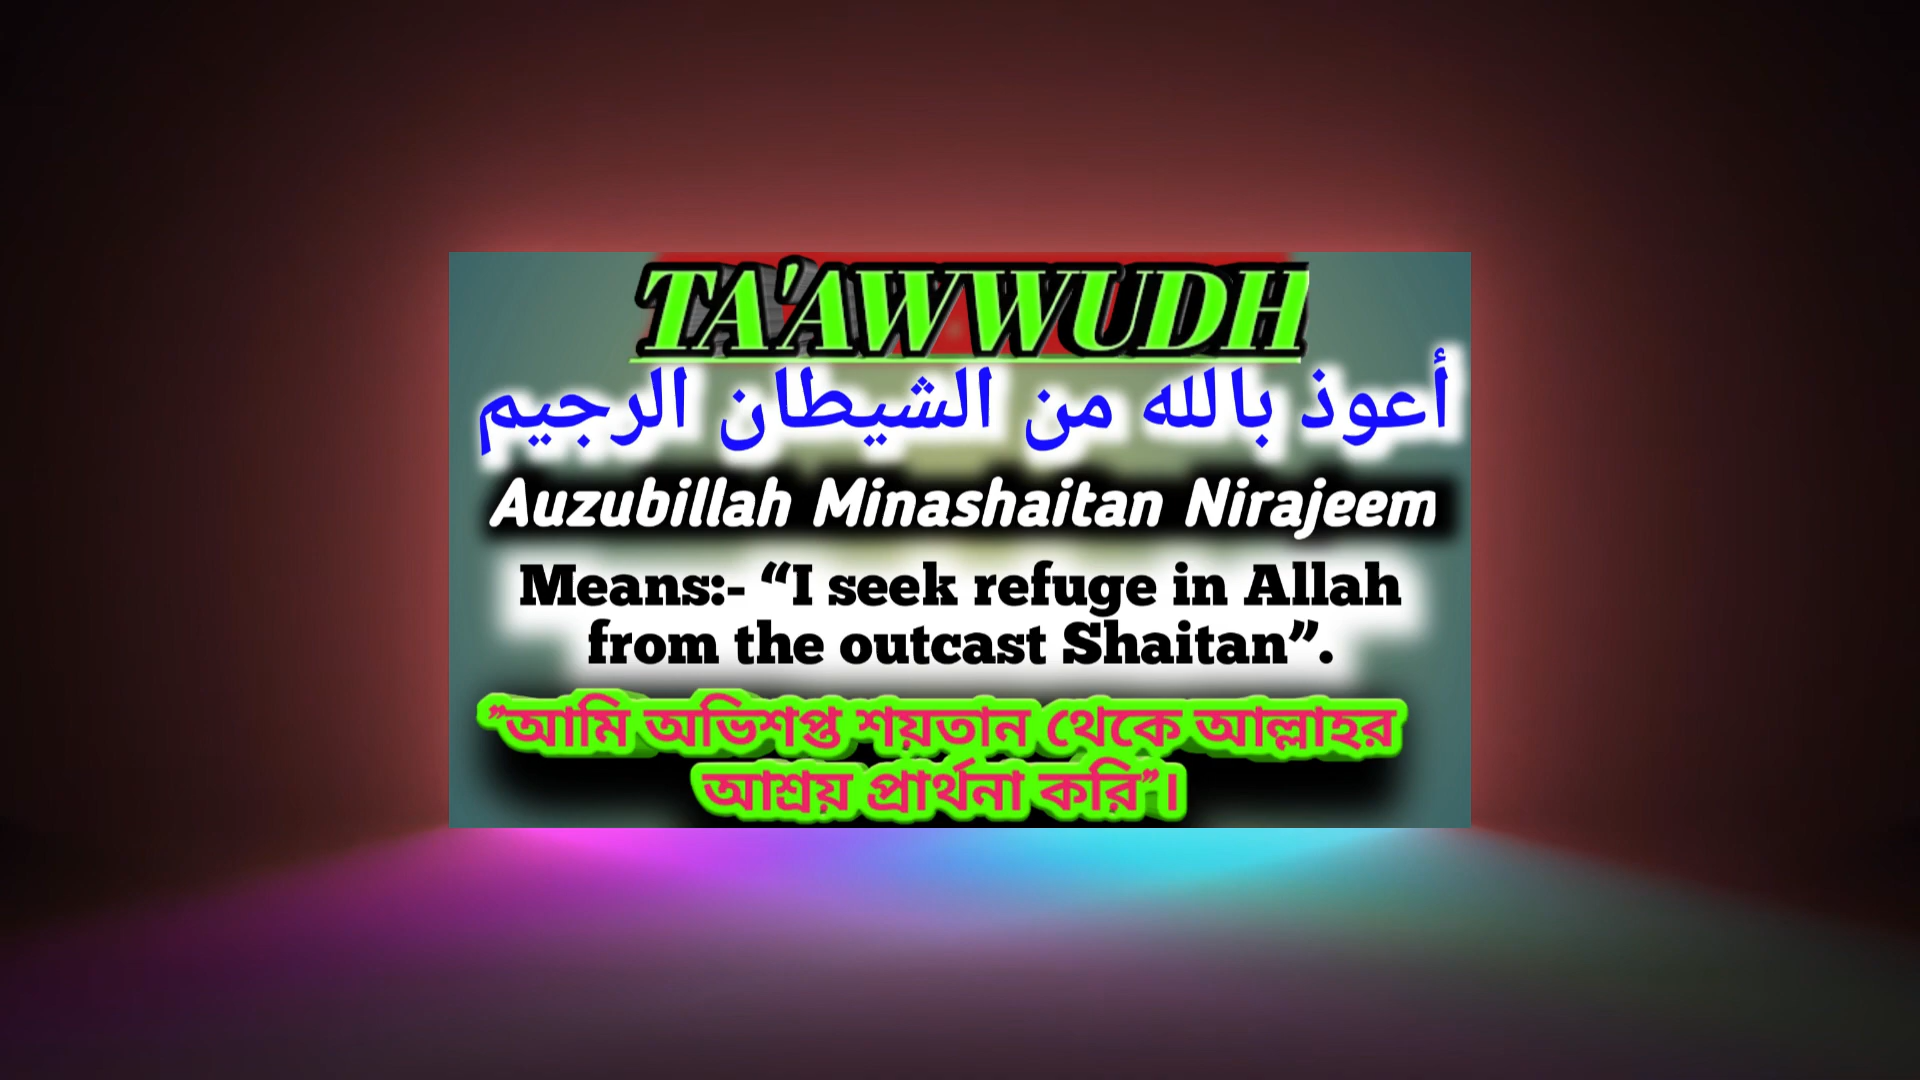 TA'AWWUDH
أعوذ بالله من الشيطان الرجيم
Auzubillah Minashaitan Nirajeem
Means:- “I seek refuge in Allah
from the outcast Shaitan”.
”আমি অভিশপ্ত শয়তান থেকে আল্লাহর
আশ্রয় প্রার্থনা করি”।